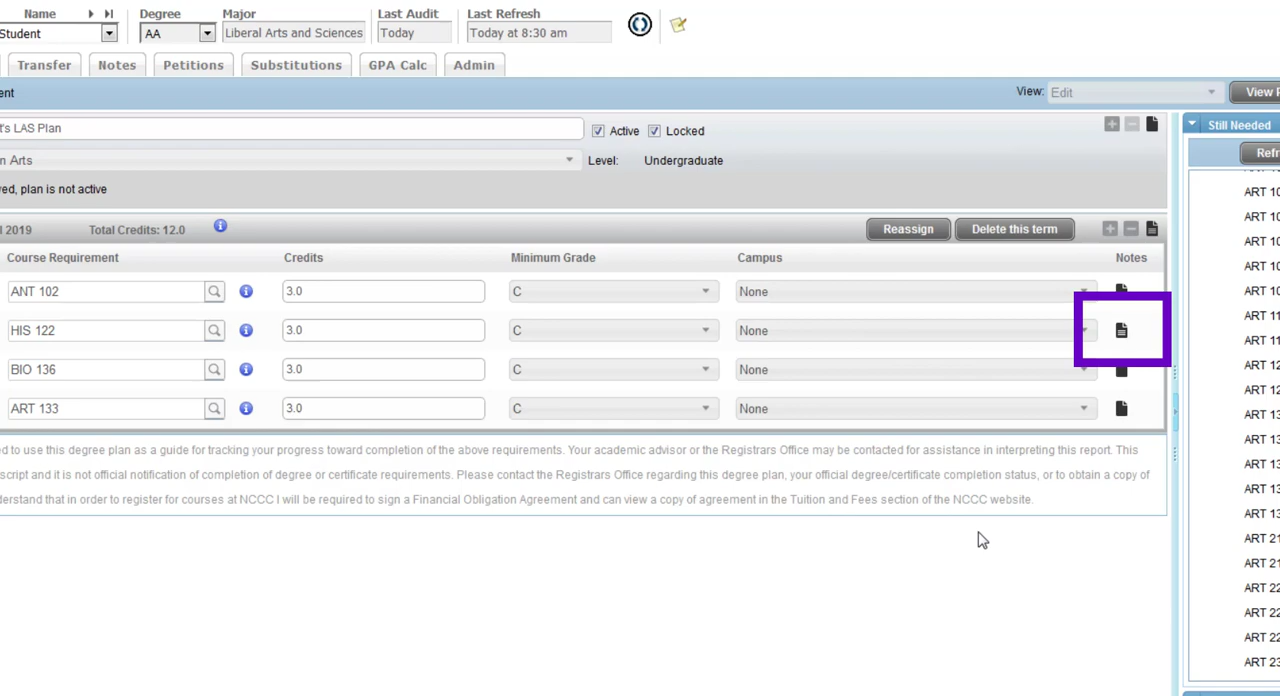 Name Degree Major Last Audit Last Refresh
Student AA Liberal Arts and Sciences Today Today at 8:30 am
Transfer Notes Petitions Substitutions GPA Calc Admin
ent View: Edit View
t's LAS Plan Active Locked
Still Needed
n Arts Level: Undergraduate
Refr
ed, plan is not active
2019 Total Credits: 12.0 Reassign Delete this term
Course Requirement Credits Minimum Grade Campus Notes
ANT 102 3.0 C None
HIS 122 3.0 C None
BIO 136 3.0 C None
ART 133 3.0 C None
ed to use this degree plan as a guide for tracking your progress toward completion of the above requirements. Your academic advisor or the Registrars Office may be contacted for assistance in interpreting this report. This
script and it is not official notification of completion of degree or certificate requirements. Please contact the Registrars Office regarding this degree plan, your official degree/certificate completion status, or to obtain a copy of
derstand that in order to register for courses at NCCC I will be required to sign a Financial Obligation Agreement and can view a copy of agreement in the Tuition and Fees section of the NCCC website.
ART 10
ART 10
ART 10
ART 10
ART 10
ART 11
ART 11
ART 12
ART 12
ART 13
ART 13
ART 13
ART 13
ART 13
ART 21
ART 21
ART 22
ART 22
ART 22
ART 23